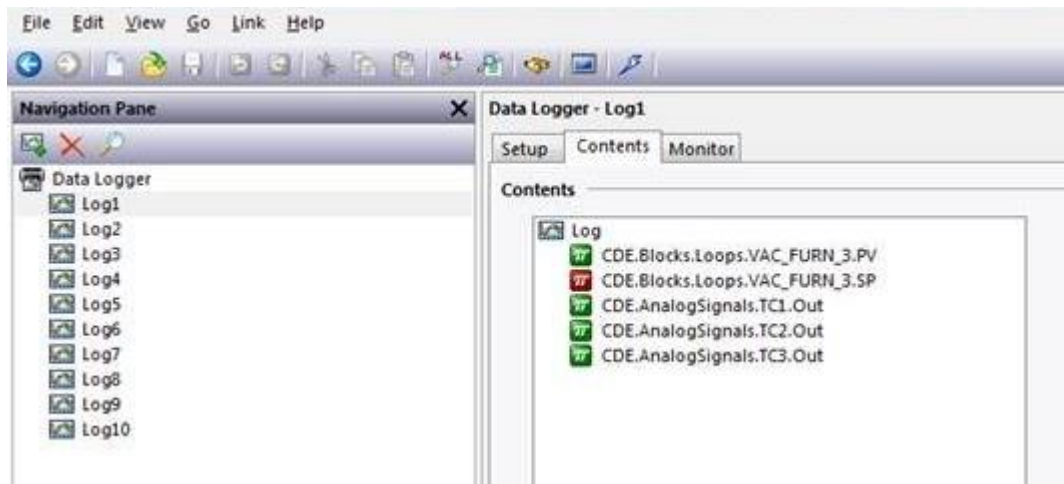 File Edit View Go Link Help
ALL
Navigation Pane
Data Logger
Log1
Log2
Log3
Log4
Log5
Log6
Log7
Log8
Log9
Log10
Data Logger - Log1
Setup Contents Monitor
Contents
Log
CDE.Blocks.Loops.VAC_FURN_3.PV
CDE.Blocks.Loops.VAC_FURN_3.SP
CDE.AnalogSignals.TC1.Out
CDE.AnalogSignals.TC2.Out
CDE.AnalogSignals.TC3.Out